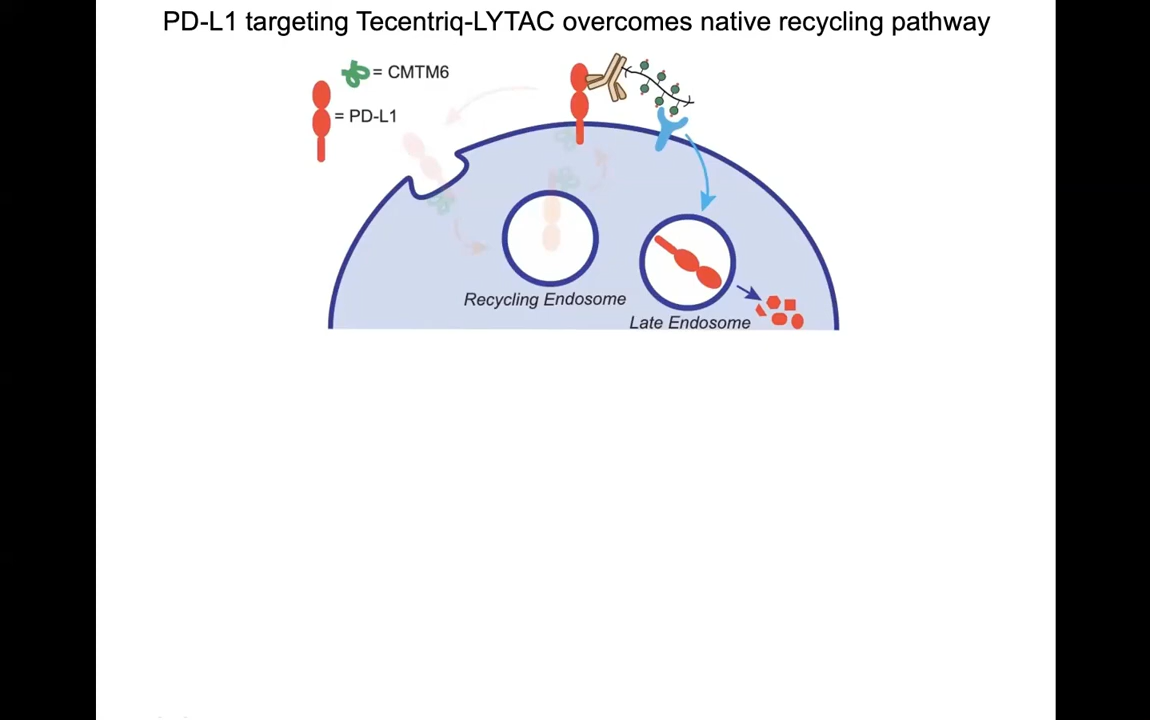 PD-L1 targeting Tecentriq-LYTAC overcomes native recycling pathway
= CMTM6
= PD-L1
Recycling Endosome
Late Endosome